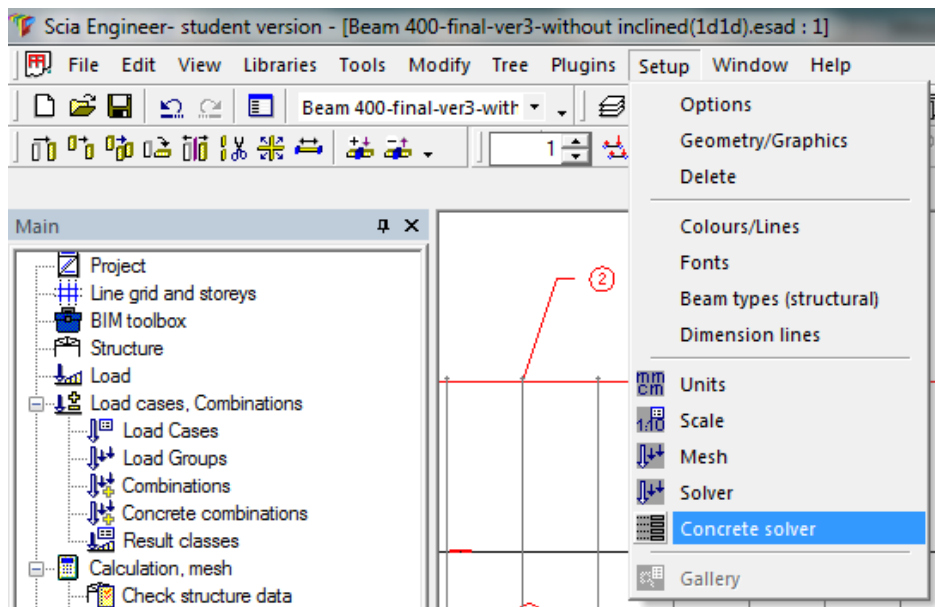 Scia Engineer- student version - [Beam 400-final-ver3-without inclined(1d1d).esad : 1]
File Edit View Libraries Tools Modify Tree Plugins Setup Window Help
Beam 400-final-ver3-with
1
Options
Geometry/Graphics
Delete
Colours/Lines
Fonts
Beam types (structural)
Dimension lines
mm cm Units
1:10 Scale
Mesh
Solver
Concrete solver
Gallery
Main
Project
Line grid and storeys
BIM toolbox
Structure
Load
Load cases, Combinations
Load Cases
Load Groups
Combinations
Concrete combinations
Result classes
Calculation, mesh
Check structure data
2